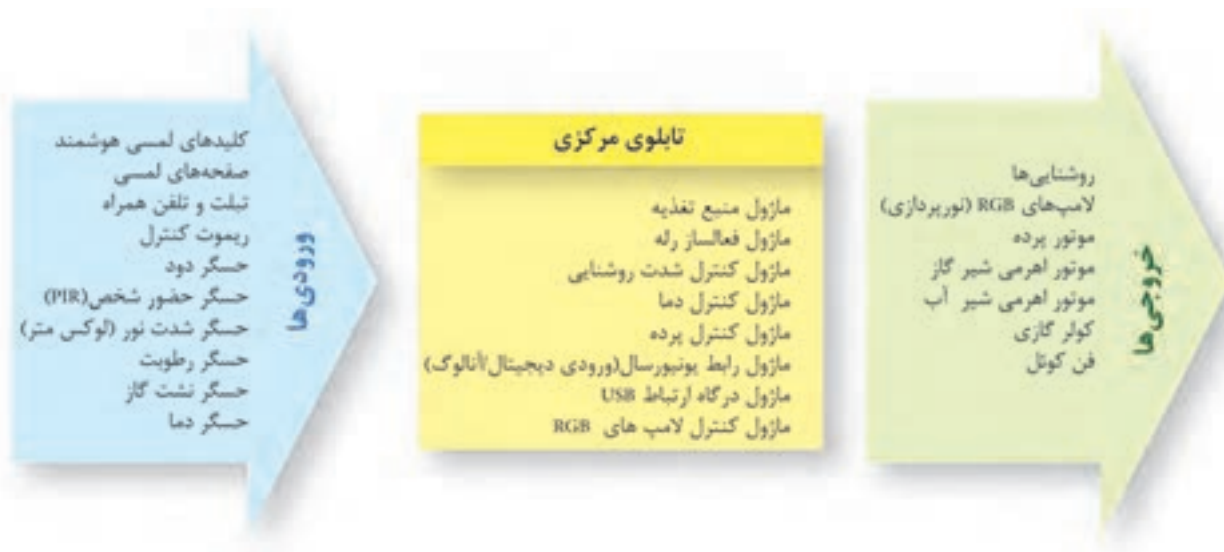 ورودی‌ها
کلیدهای لمسی هوشمند
صفحه‌های لمسی
تبلت و تلفن همراه
ریموت کنترل
حسگر دود
حسگر حضور شخص(PIR)
حسگر شدت نور (لوکس متر)
حسگر رطوبت
حسگر نشت گاز
حسگر دما
تابلوی مرکزی
ماژول منبع تغذیه
ماژول فعالساز رله
ماژول کنترل شدت روشنایی
ماژول کنترل دما
ماژول کنترل پرده
ماژول رابط یونیورسال(ورودی دیجیتال/آنالوگ)
ماژول درگاه ارتباط USB
ماژول کنترل لامپ های RGB
خروجی‌ها
روشنایی‌ها
لامپ‌های RGB (نورپردازی)
موتور پرده
موتور اهرمی شیر گاز
موتور اهرمی شیر آب
کولر گازی
فن کوئل